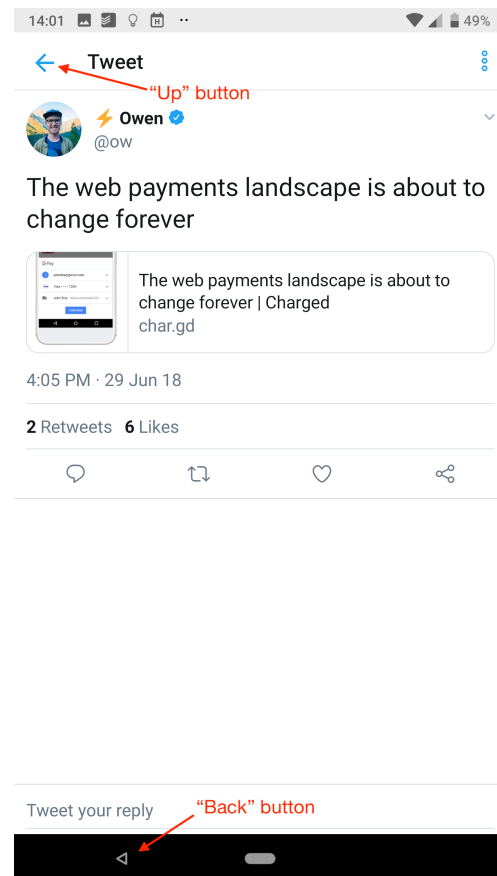 14:01 49%
Tweet
“Up” button
Owen
@ow
The web payments landscape is about to
change forever
G Pay
The web payments landscape is about to
change forever | Charged
char.gd
4:05 PM · 29 Jun 18
2 Retweets 6 Likes
“Back” button
Tweet your reply